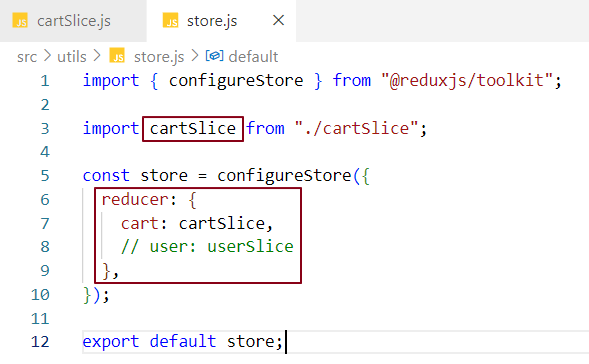 JS cartSlice.js JS store.js ×
src > utils > JS store.js > default
1 import { configureStore } from "@reduxjs/toolkit";
2
3 import cartSlice from "./cartSlice";
4
5 const store = configureStore({
6 reducer: {
7 cart: cartSlice,
8 // user: userSlice
9 },
10 });
11
12 export default store;